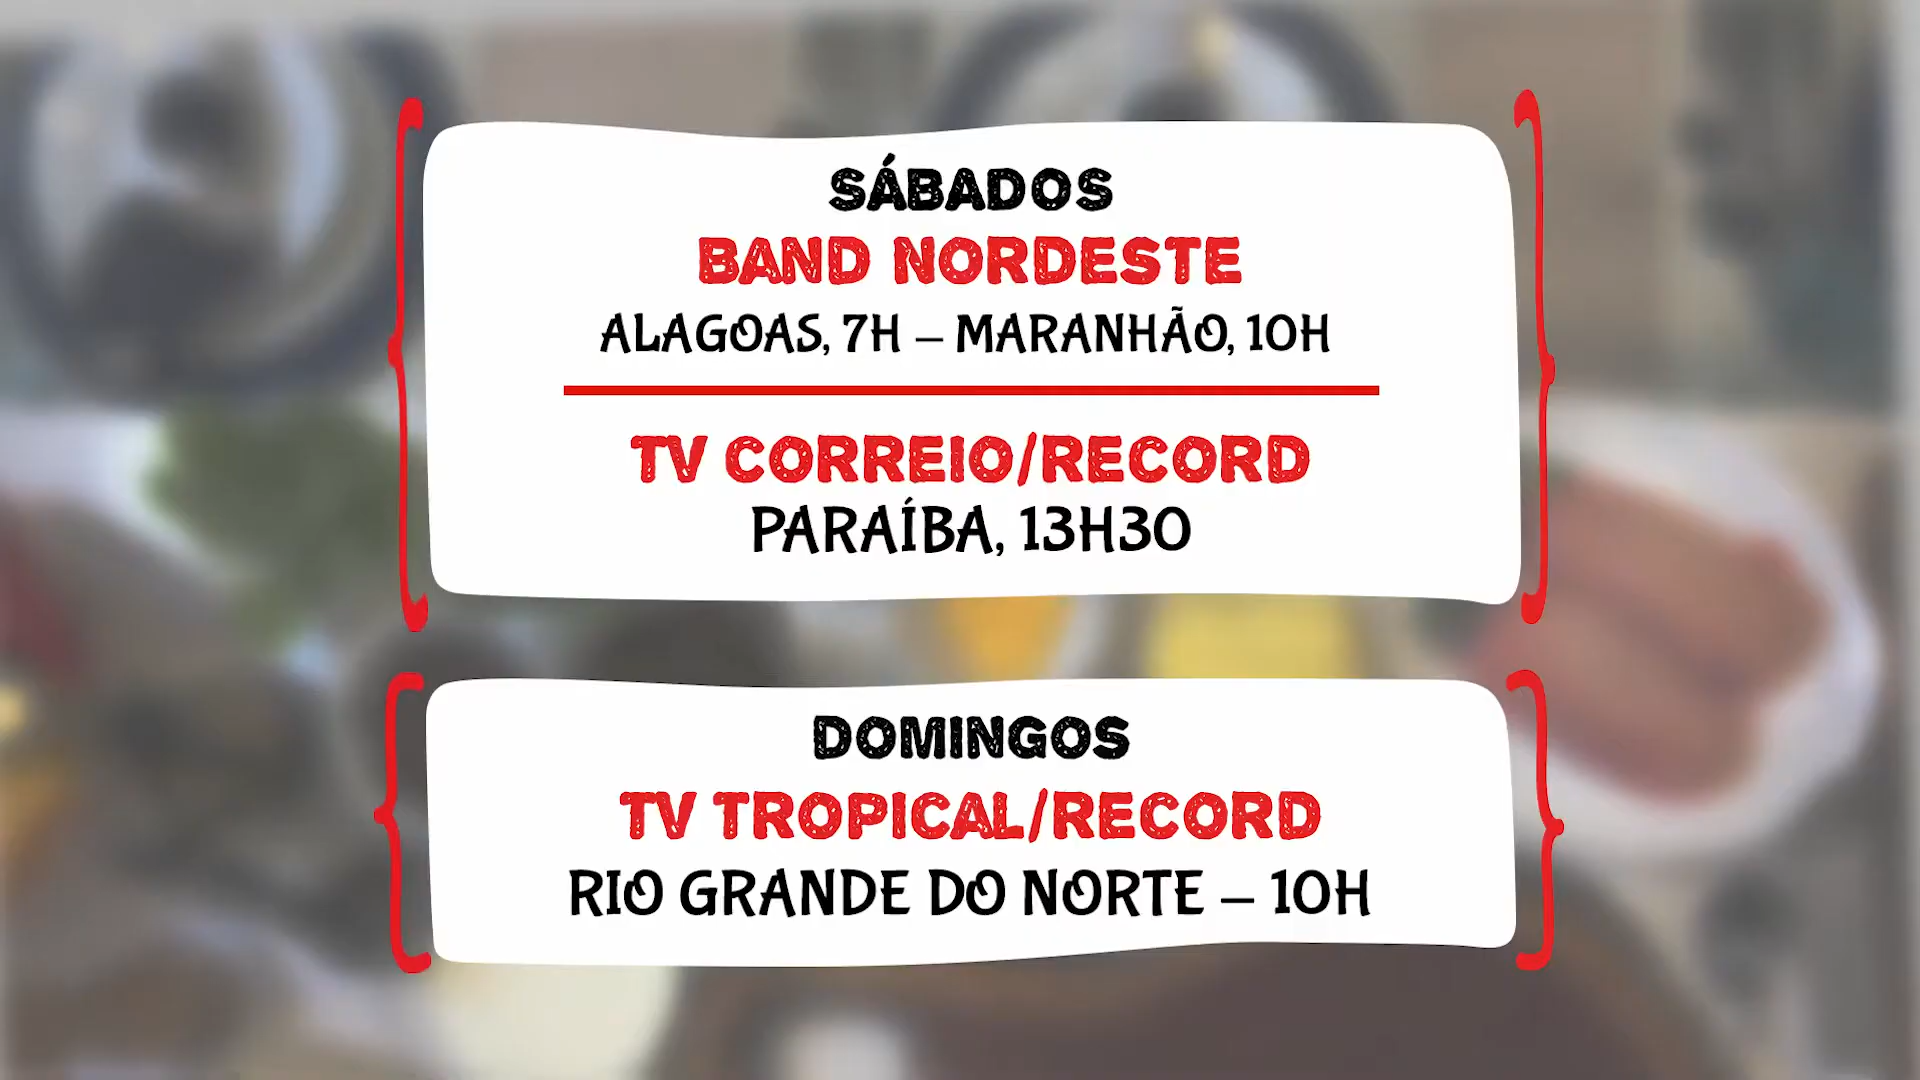 SÁBADOS
BAND NORDESTE
ALAGOAS, 7H – MARANHÃO, 10H
TV CORREIO/RECORD
PARAÍBA, 13H30
DOMINGOS
TV TROPICAL/RECORD
RIO GRANDE DO NORTE – 10H